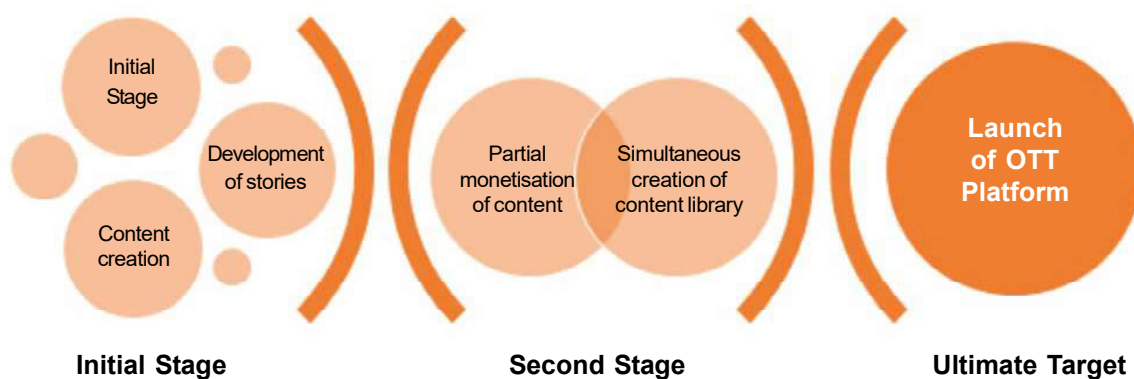 Initial
Stage
Development
of stories
Content
creation
Partial
monetisation
of content
Simultaneous
creation of
content library
Launch
of OTT
Platform
Initial Stage
Second Stage
Ultimate Target